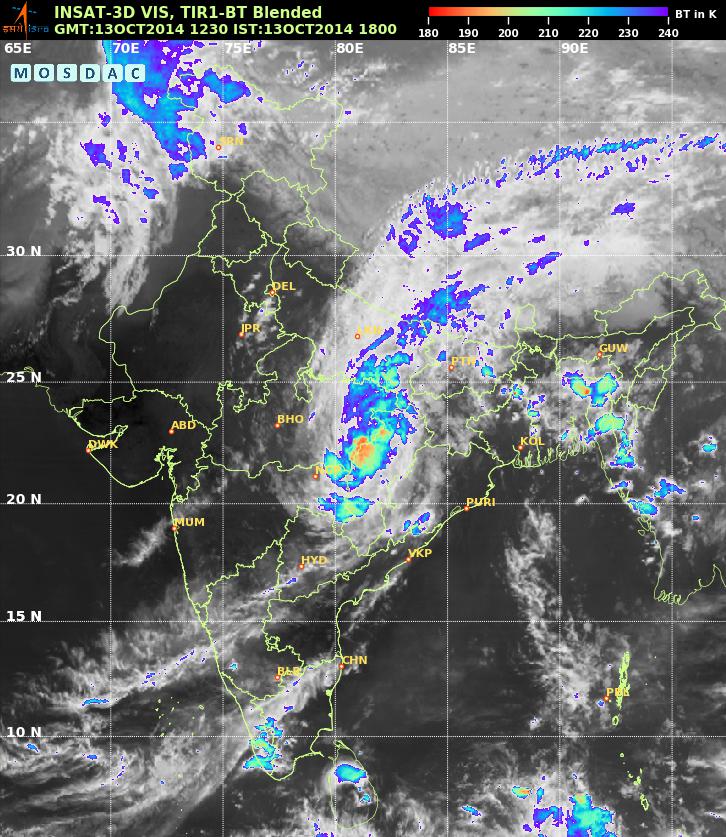 INSAT-3D VIS, TIR1-BT Blended
GMT:13OCT2014 1230 IST:13OCT2014 1800
BT in K
180 190 200 210 220 230 240
65E 70E 75E 80E 85E 90E
MOSDAC
SRN
30 N
DEL
JPR
GUW
PTN
25 N
BHO
ABD
DWK
KOL
NGP
20 N
PURI
MUM
VKP
HYD
15 N
CHN
BLR
PBL
10 N